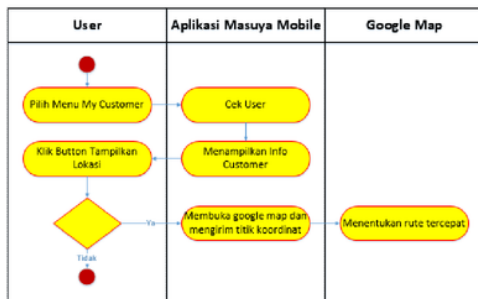 User
Aplikasi Masuya Mobile
Google Map
Pilih Menu My Customer
Cek User
Klik Button Tampilkan
Lokasi
Menampilkan Info
Customer
Ya
Membuka google map dan
mengirim titik koordinat
Menentukan rute tercepat
Tidak